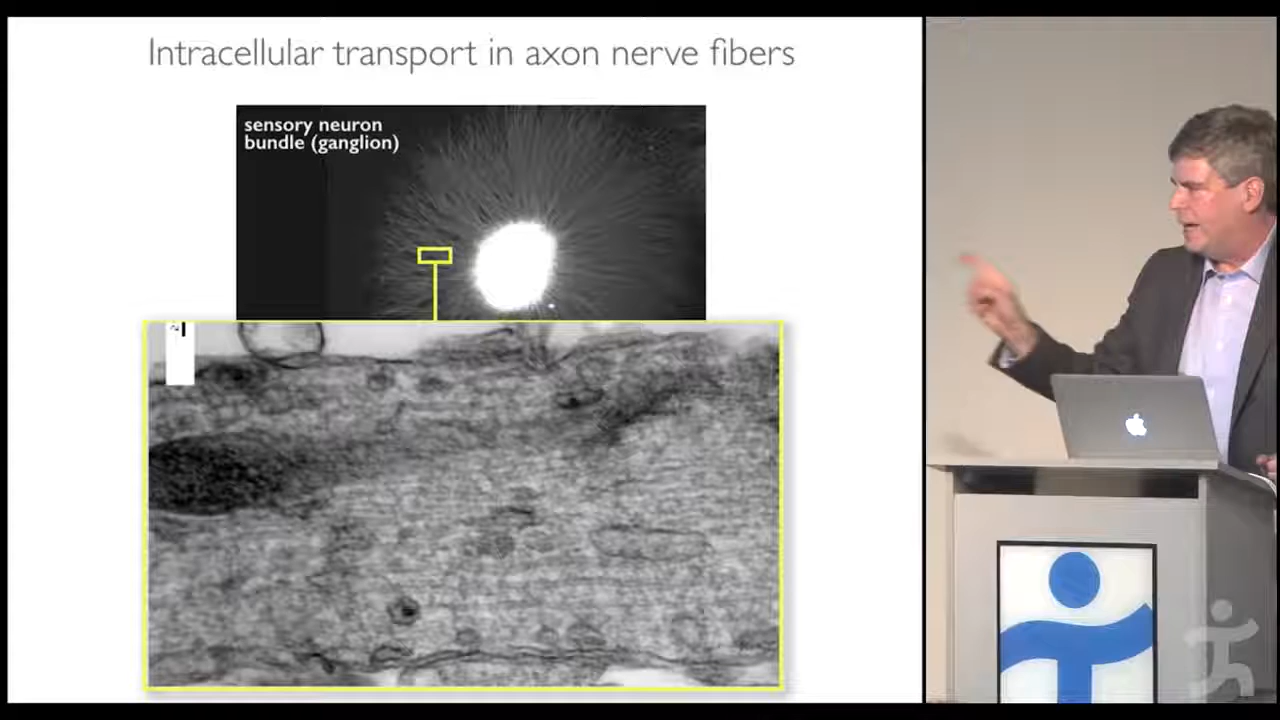 Intracellular transport in axon nerve fibers
sensory neuron
bundle (ganglion)